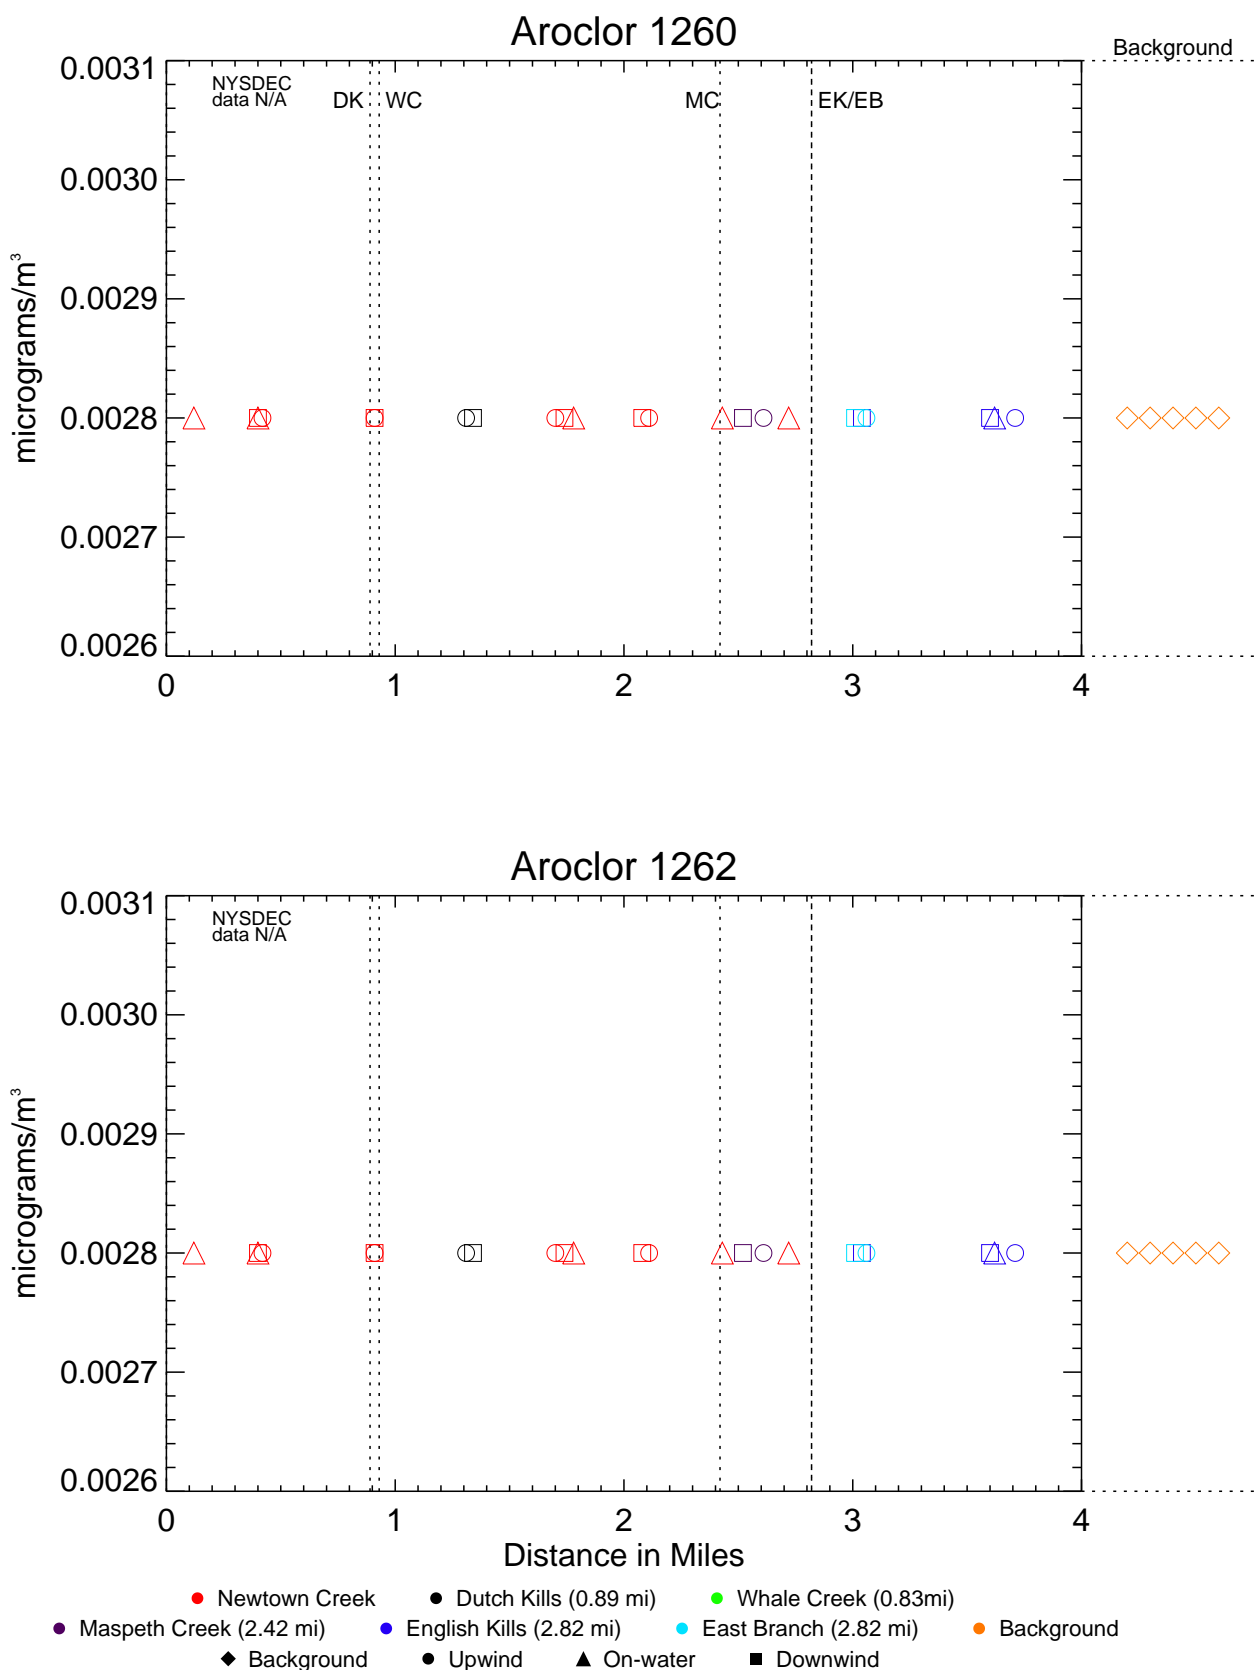 Aroclor 1260
Background
0.0031
NYSDEC
data N/A
DK
WC
MC
EK/EB
0.0030
0.0029
micrograms/m³
0.0028
0.0027
0.0026
0 1 2 3 4
Aroclor 1262
0.0031
NYSDEC
data N/A
0.0030
0.0029
micrograms/m³
0.0028
0.0027
0.0026
0 1 2 3 4
Distance in Miles
Newtown Creek Dutch Kills (0.89 mi) Whale Creek (0.83mi)
Maspeth Creek (2.42 mi) English Kills (2.82 mi) East Branch (2.82 mi) Background
Background Upwind On-water Downwind